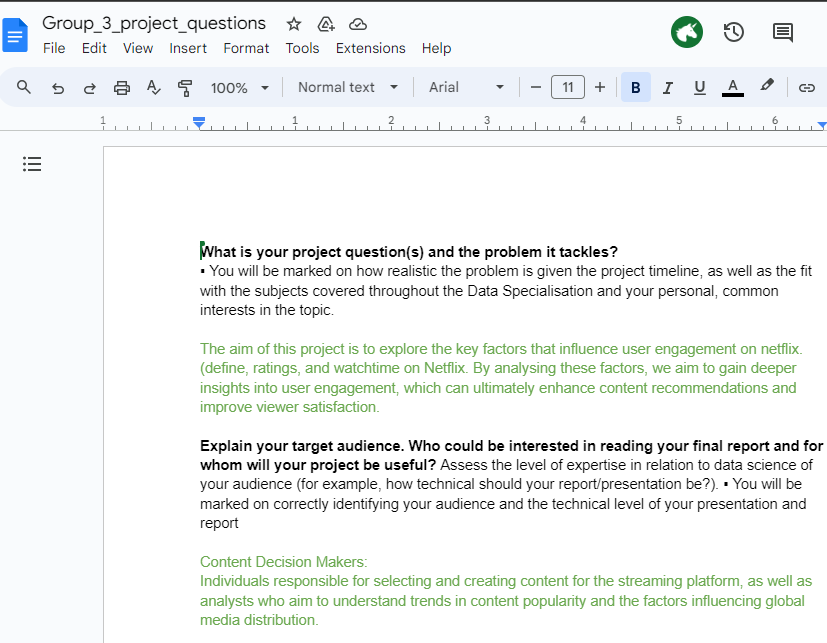 Group_3_project_questions
File Edit View Insert Format Tools Extensions Help
100% Normal text Arial 11 B I U A
1 1 2 3 4 5 6
What is your project question(s) and the problem it tackles?
▪ You will be marked on how realistic the problem is given the project timeline, as well as the fit
with the subjects covered throughout the Data Specialisation and your personal, common
interests in the topic.
The aim of this project is to explore the key factors that influence user engagement on netflix.
(define, ratings, and watchtime on Netflix. By analysing these factors, we aim to gain deeper
insights into user engagement, which can ultimately enhance content recommendations and
improve viewer satisfaction.
Explain your target audience. Who could be interested in reading your final report and for
whom will your project be useful? Assess the level of expertise in relation to data science of
your audience (for example, how technical should your report/presentation be?). ▪ You will be
marked on correctly identifying your audience and the technical level of your presentation and
report
Content Decision Makers:
Individuals responsible for selecting and creating content for the streaming platform, as well as
analysts who aim to understand trends in content popularity and the factors influencing global
media distribution.